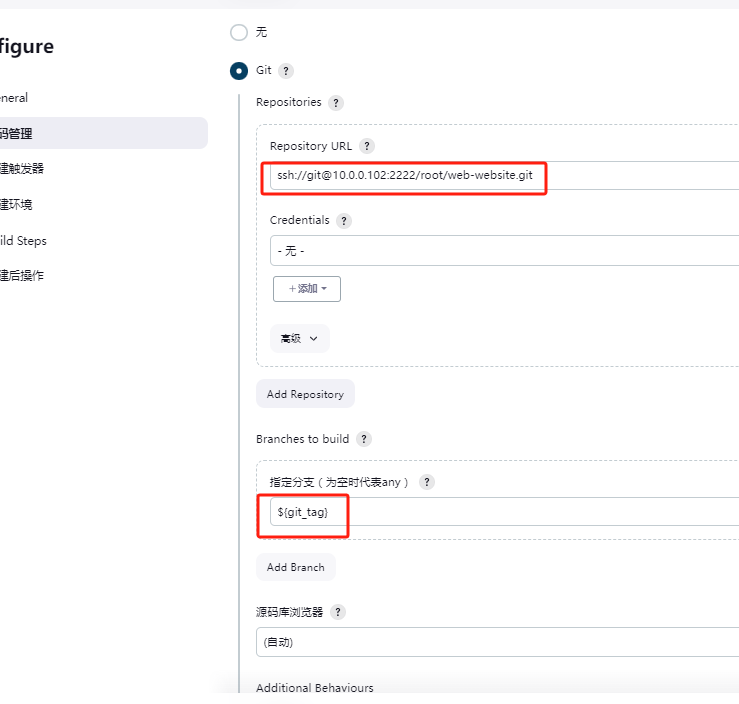 figure
无
Git ?
Repositories ?
eneral
码管理
Repository URL ?
建触发器
ssh://git@10.0.0.102:2222/root/web-website.git
建环境
Credentials ?
ild Steps
- 无 -
建后操作
+添加
高级
Add Repository
Branches to build ?
指定分支（为空时代表any） ?
${git_tag}
Add Branch
源码库浏览器 ?
(自动)
Additional Behaviours